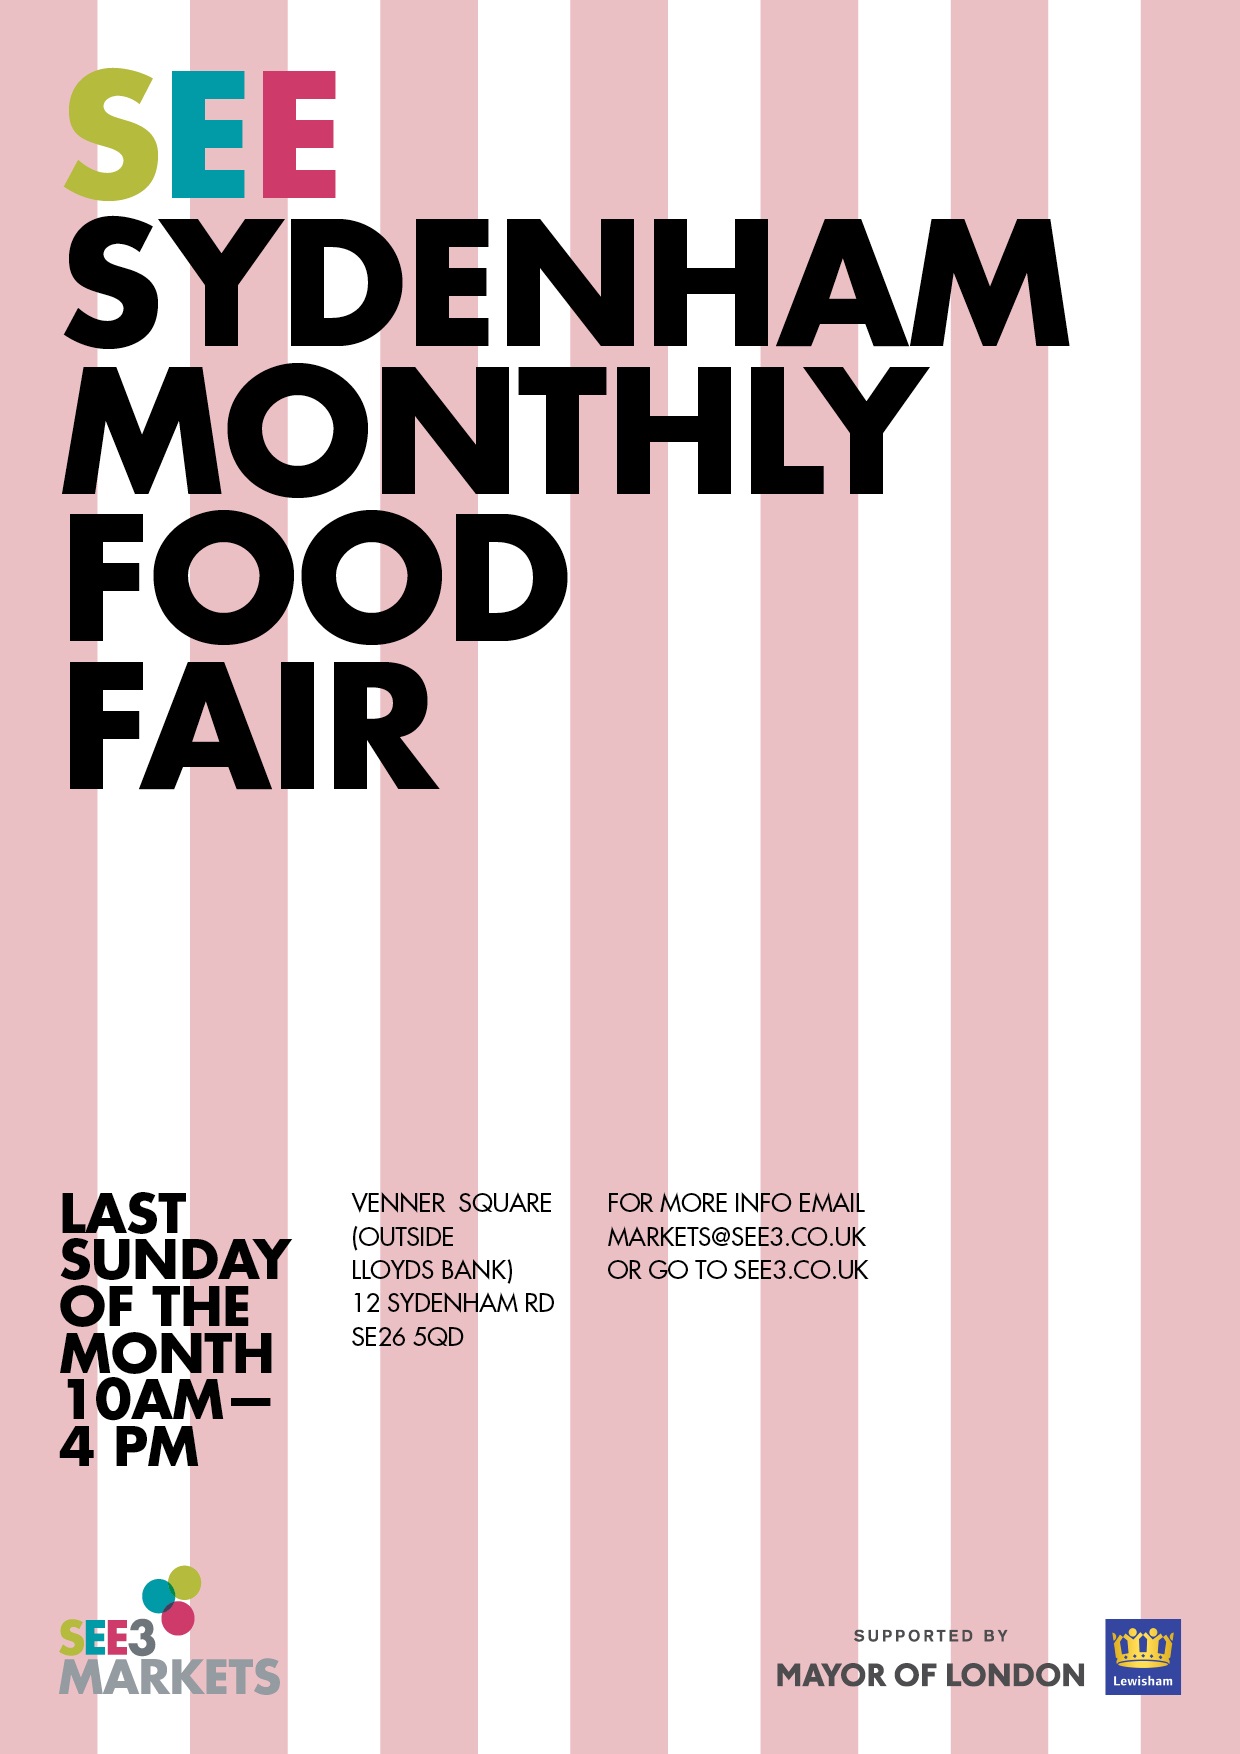 SEE
SYDENHAM
MONTHLY
FOOD
FAIR
LAST
SUNDAY
OF THE
MONTH
10AM—
4 PM
VENNER SQUARE
(OUTSIDE
LLOYDS BANK)
12 SYDENHAM RD
SE26 5QD
FOR MORE INFO EMAIL
MARKETS@SEE3.CO.UK
OR GO TO SEE3.CO.UK
SEE3
MARKETS
SUPPORTED BY
MAYOR OF LONDON
Lewisham